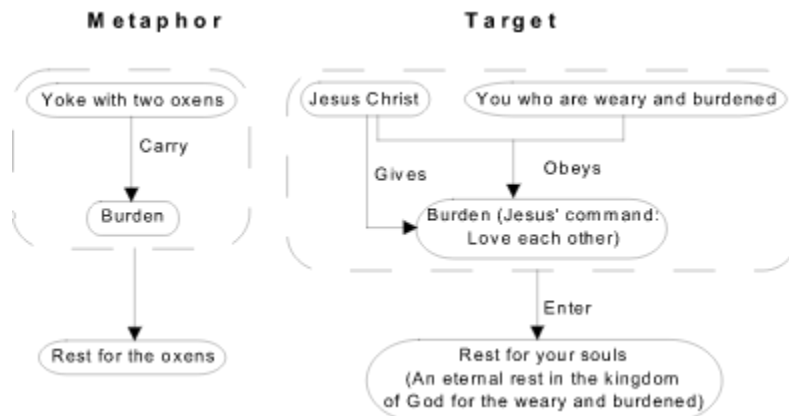 Metaphor
Target
Yoke with two oxens
Jesus Christ
You who are weary and burdened
Carry
Gives
Obeys
Burden
Burden (Jesus' command:
Love each other)
Enter
Rest for the oxens
Rest for your souls
(An eternal rest in the kingdom
of God for the weary and burdened)